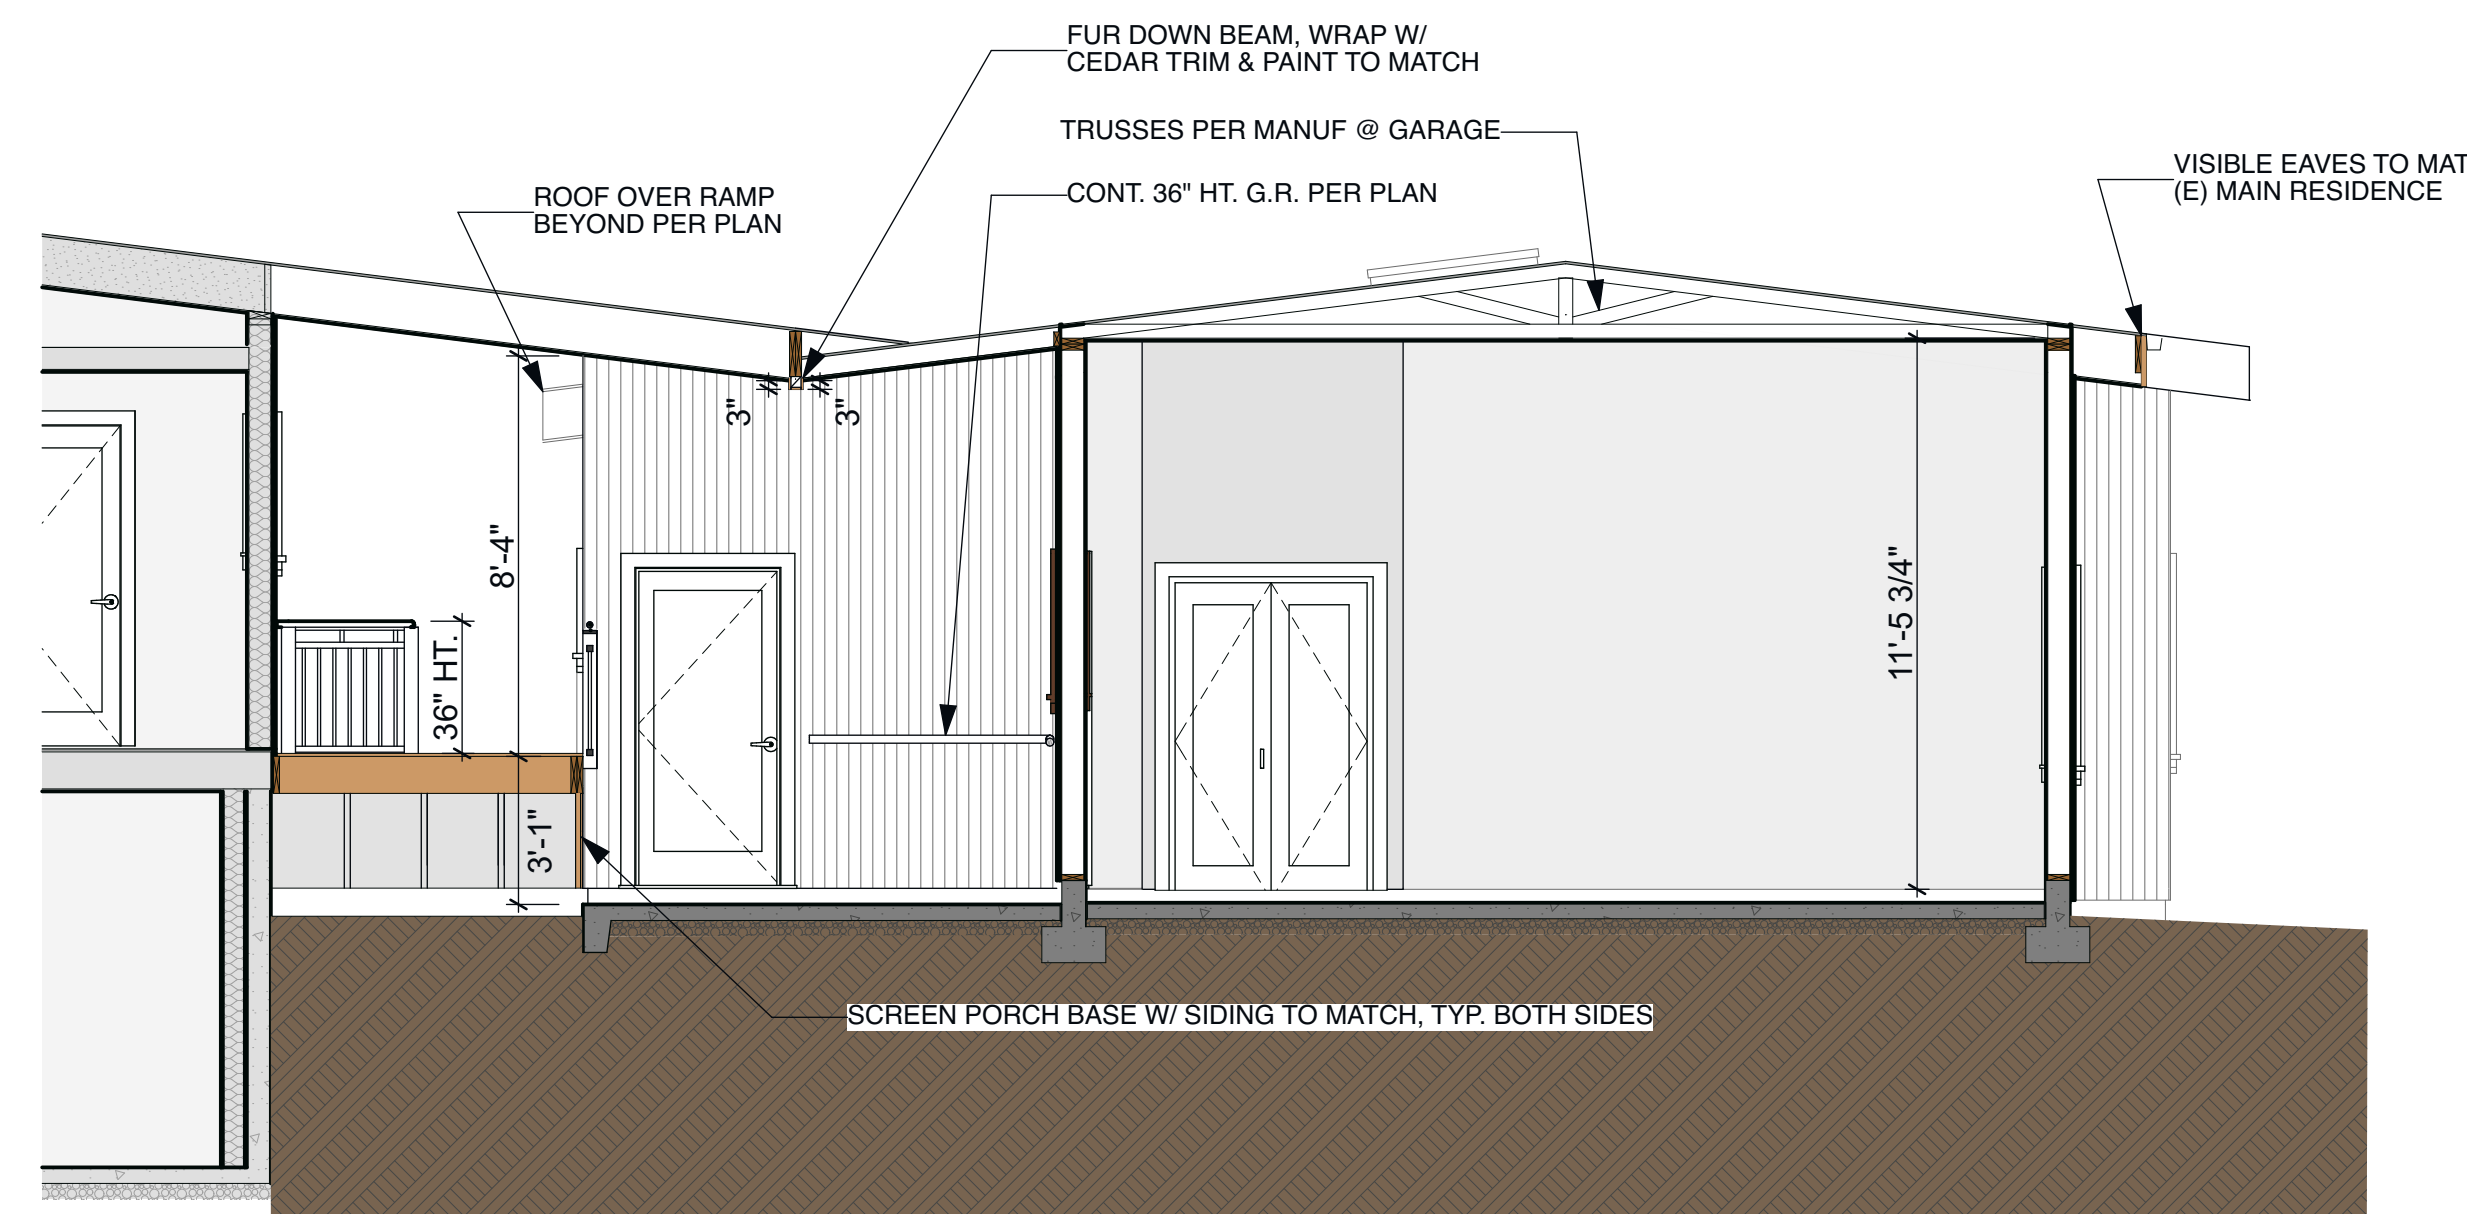 FUR DOWN BEAM, WRAP W/
CEDAR TRIM & PAINT TO MATCH
TRUSSES PER MANUF @ GARAGE
VISIBLE EAVES TO MAT
(E) MAIN RESIDENCE
CONT. 36" HT. G.R. PER PLAN
ROOF OVER RAMP
BEYOND PER PLAN
3"
3"
8'-4"
36" HT.
11'-5 3/4"
3'-1"
SCREEN PORCH BASE W/ SIDING TO MATCH, TYP. BOTH SIDES